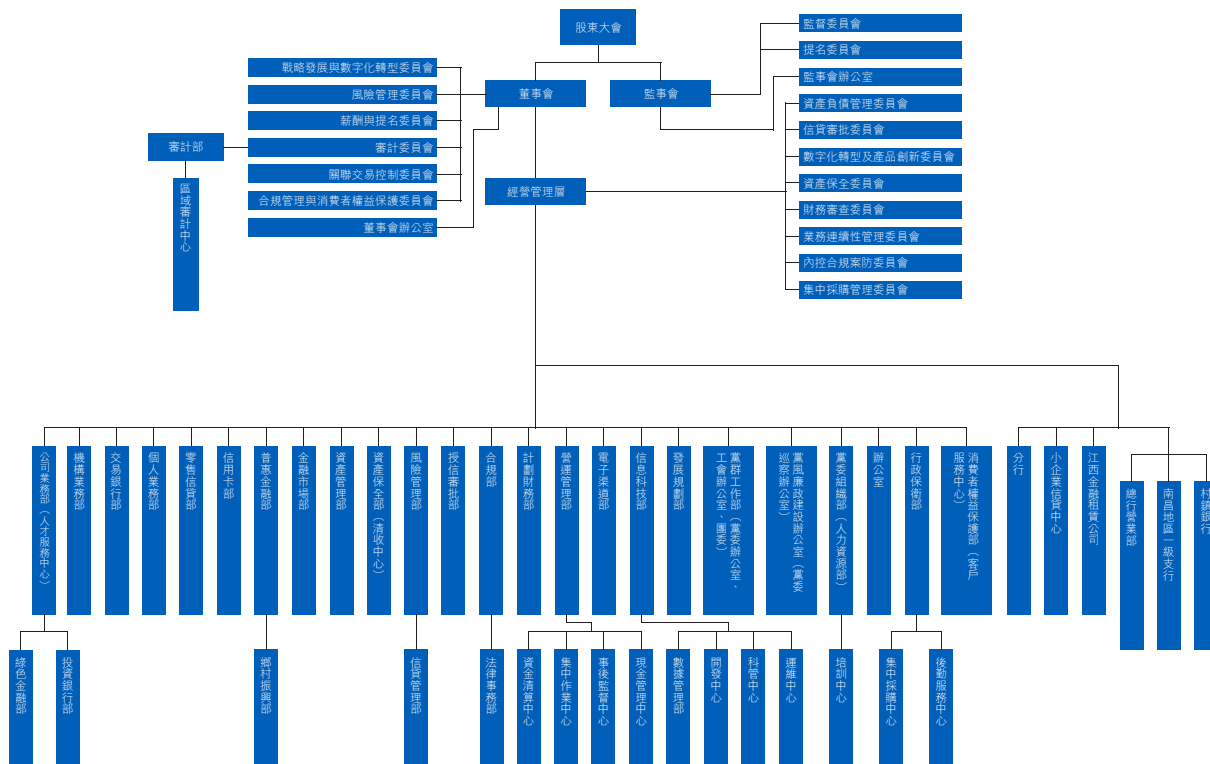 股東大會
董事會
監事會
戰略發展與數字化轉型委員會
風險管理委員會
薪酬與提名委員會
審計委員會
關聯交易控制委員會
合規管理與消費者權益保護委員會
董事會辦公室
審計部
區域審計中心
監督委員會
提名委員會
監事會辦公室
經營管理層
資產負債管理委員會
信貸審批委員會
數字化轉型及產品創新委員會
資產保全委員會
財務審查委員會
業務連續性管理委員會
內控合規案防委員會
集中採購管理委員會
公司業務部（人才服務中心）
機構業務部
交易銀行部
個人業務部
零售信貸部
信用卡部
普惠金融部
金融市場部
資產管理部
資產保全部（清收中心）
風險管理部
授信審批部
合規部
計劃財務部
營運管理部
電子渠道部
信息科技部
發展規劃部
黨群工作部（黨委辦公室、
工會辦公室、團委）
黨風廉政建設辦公室（黨委
巡察辦公室）
黨委組織部（人力資源部）
辦公室
行政保衛部
消費者權益保護部（客戶
服務中心）
分行
小企業信貸中心
江西金融租賃公司
總行營業部
南昌地區一級支行
村鎮銀行
綠色金融部
投資銀行部
鄉村振興部
信貸管理部
法律事務部
資金清算中心
集中作業中心
事後監督中心
現金管理中心
數據管理部
開發中心
科管中心
運維中心
培訓中心
集中採購中心
後勤服務中心